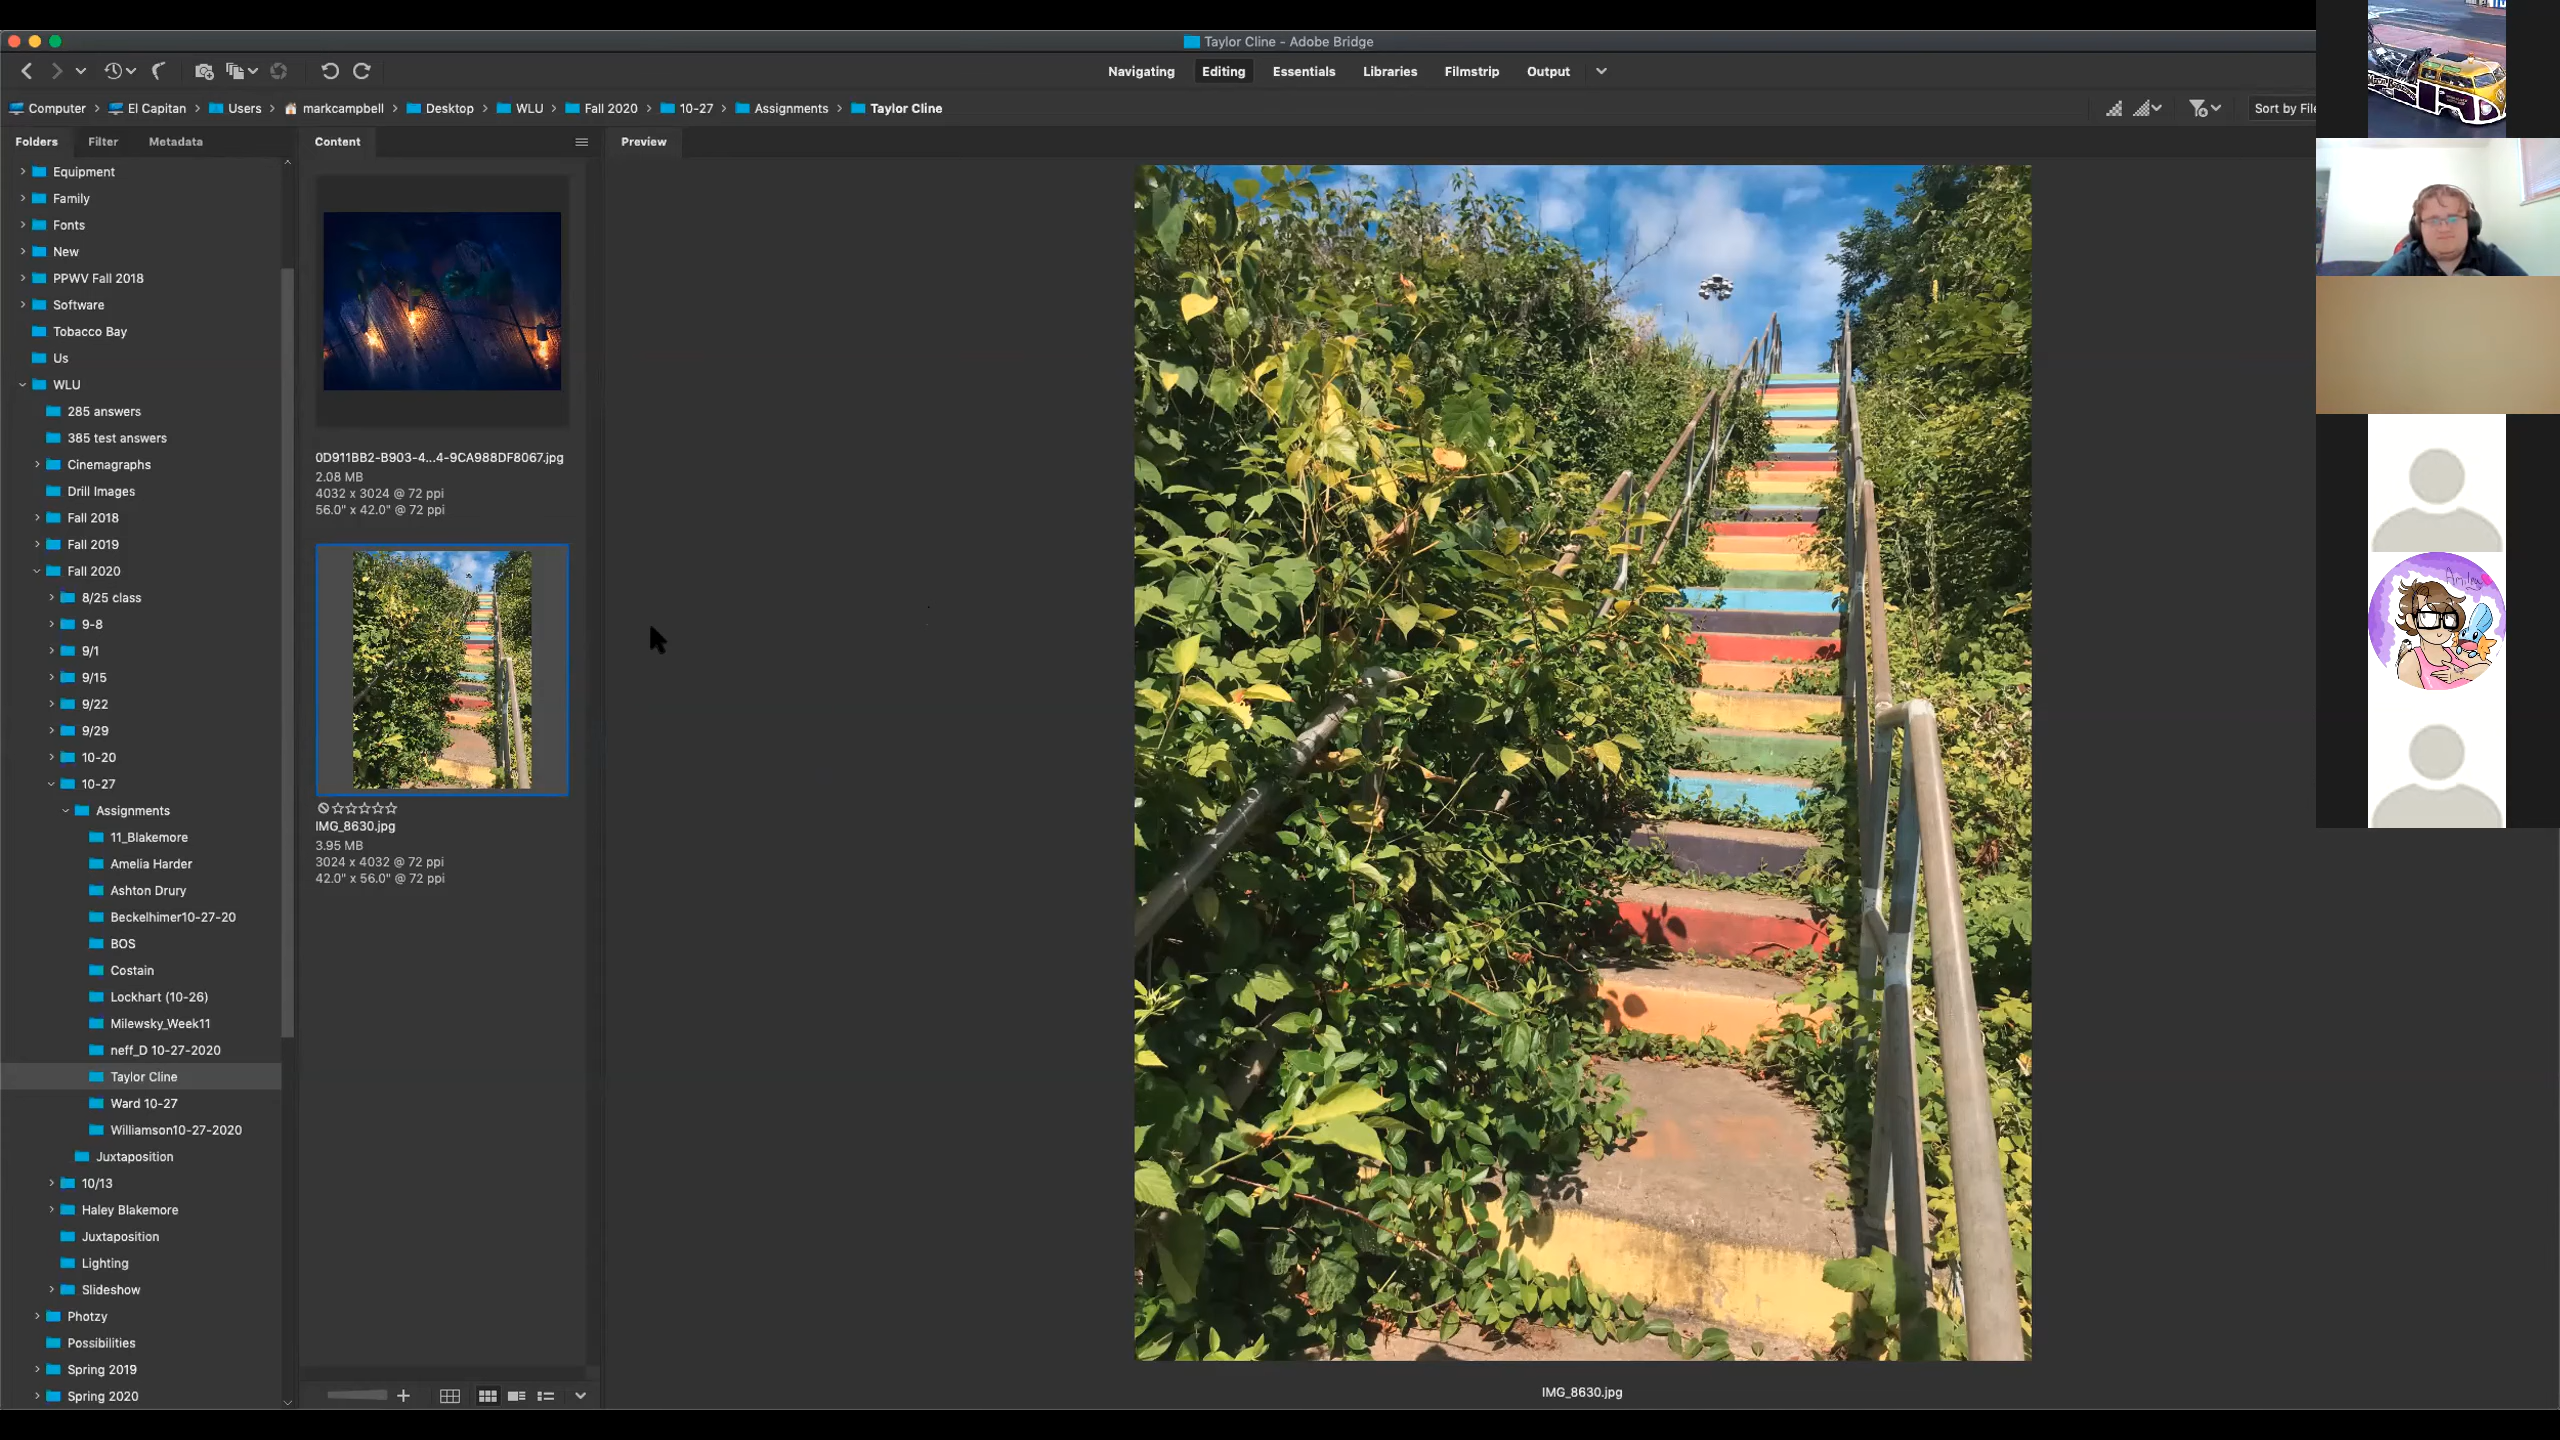 Taylor Cline - Adobe Bridge
Navigating Editing Essentials Libraries Filmstrip Output
Computer El Capitan Users markcampbell Desktop WLU Fall 2020 10-27 Assignments Taylor Cline
Sort by File
Folders Filter Metadata
Equipment
Family
Fonts
New
PPWV Fall 2018
Software
Tobacco Bay
Us
WLU
285 answers
385 test answers
Cinemagraphs
Drill Images
Fall 2018
Fall 2019
Fall 2020
8/25 class
9-8
9/1
9/15
9/22
9/29
10-20
10-27
Assignments
11_Blakemore
Amelia Harder
Ashton Drury
Beckelhimer10-27-20
BOS
Costain
Lockhart (10-26)
Milewsky_Week11
neff_D 10-27-2020
Taylor Cline
Ward 10-27
Williamson10-27-2020
Juxtaposition
10/13
Haley Blakemore
Juxtaposition
Lighting
Slideshow
Photzy
Possibilities
Spring 2019
Spring 2020
Content
0D911BB2-B903-4...4-9CA988DF8067.jpg
2.08 MB
4032 x 3024 @ 72 ppi
56.0" x 42.0" @ 72 ppi
IMG_8630.jpg
3.95 MB
3024 x 4032 @ 72 ppi
42.0" x 56.0" @ 72 ppi
Preview
IMG_8630.jpg